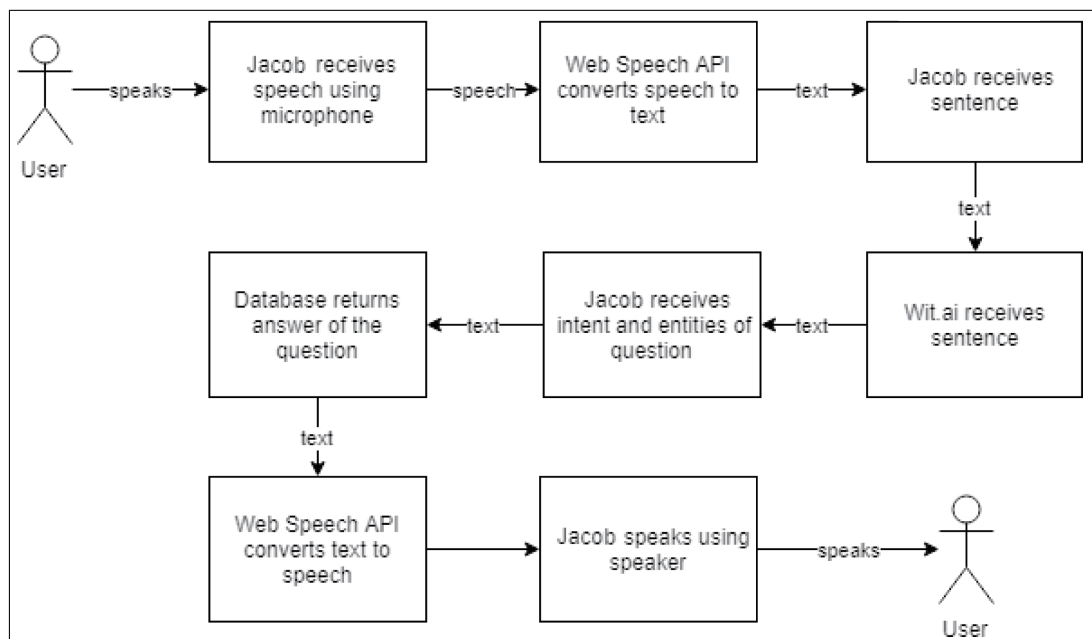 speaks
Jacob receives
speech using
microphone
speech
Web Speech API
converts speech to
text
text
Jacob receives
sentence
User
text
Wit.ai receives
sentence
text
Jacob receives
intent and entities of
question
text
Database returns
answer of the
question
text
Web Speech API
converts text to
speech
Jacob speaks using
speaker
speaks
User